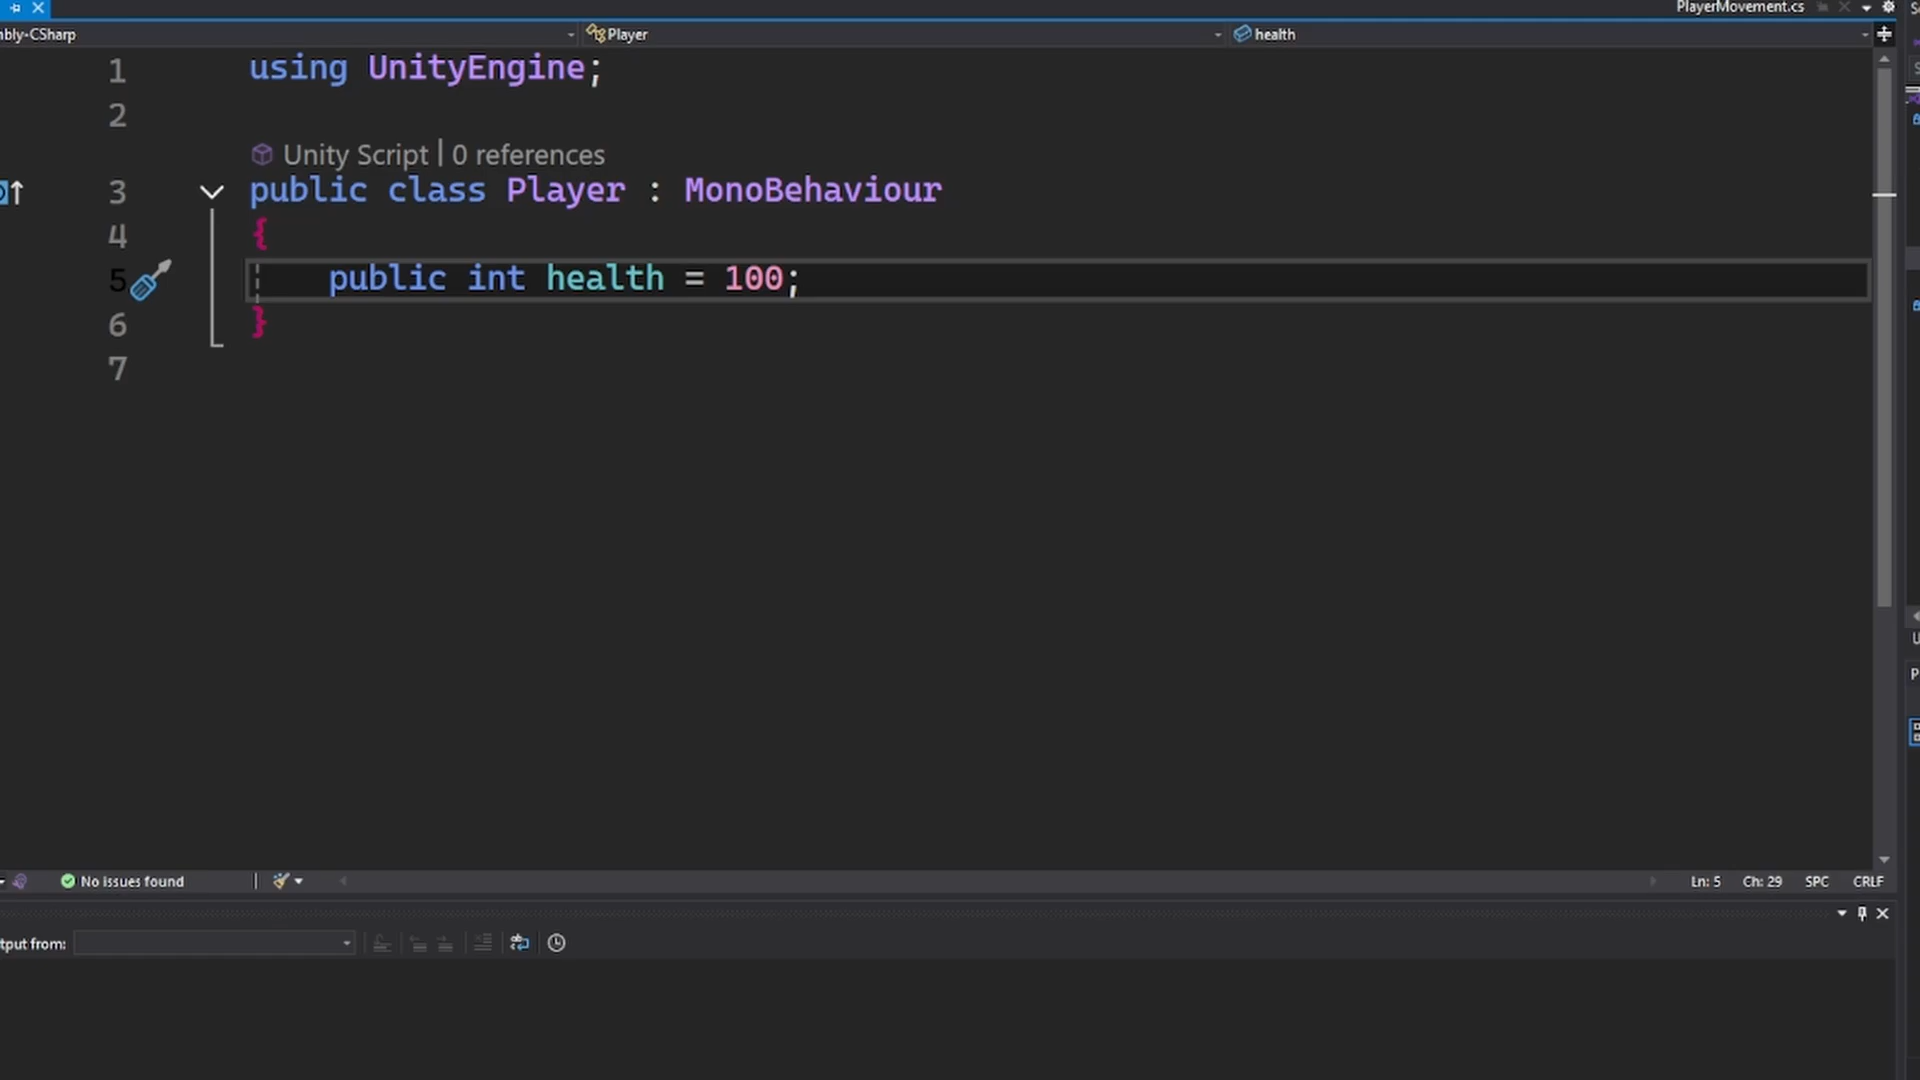 PlayerMovement.cs
bly-CSharp
Player
health
1 using UnityEngine;
2
Unity Script | 0 references
3 public class Player : MonoBehaviour
4 {
5 public int health = 100;
6 }
7
No issues found
Ln: 5 Ch: 29 SPC CRLF
tput from: